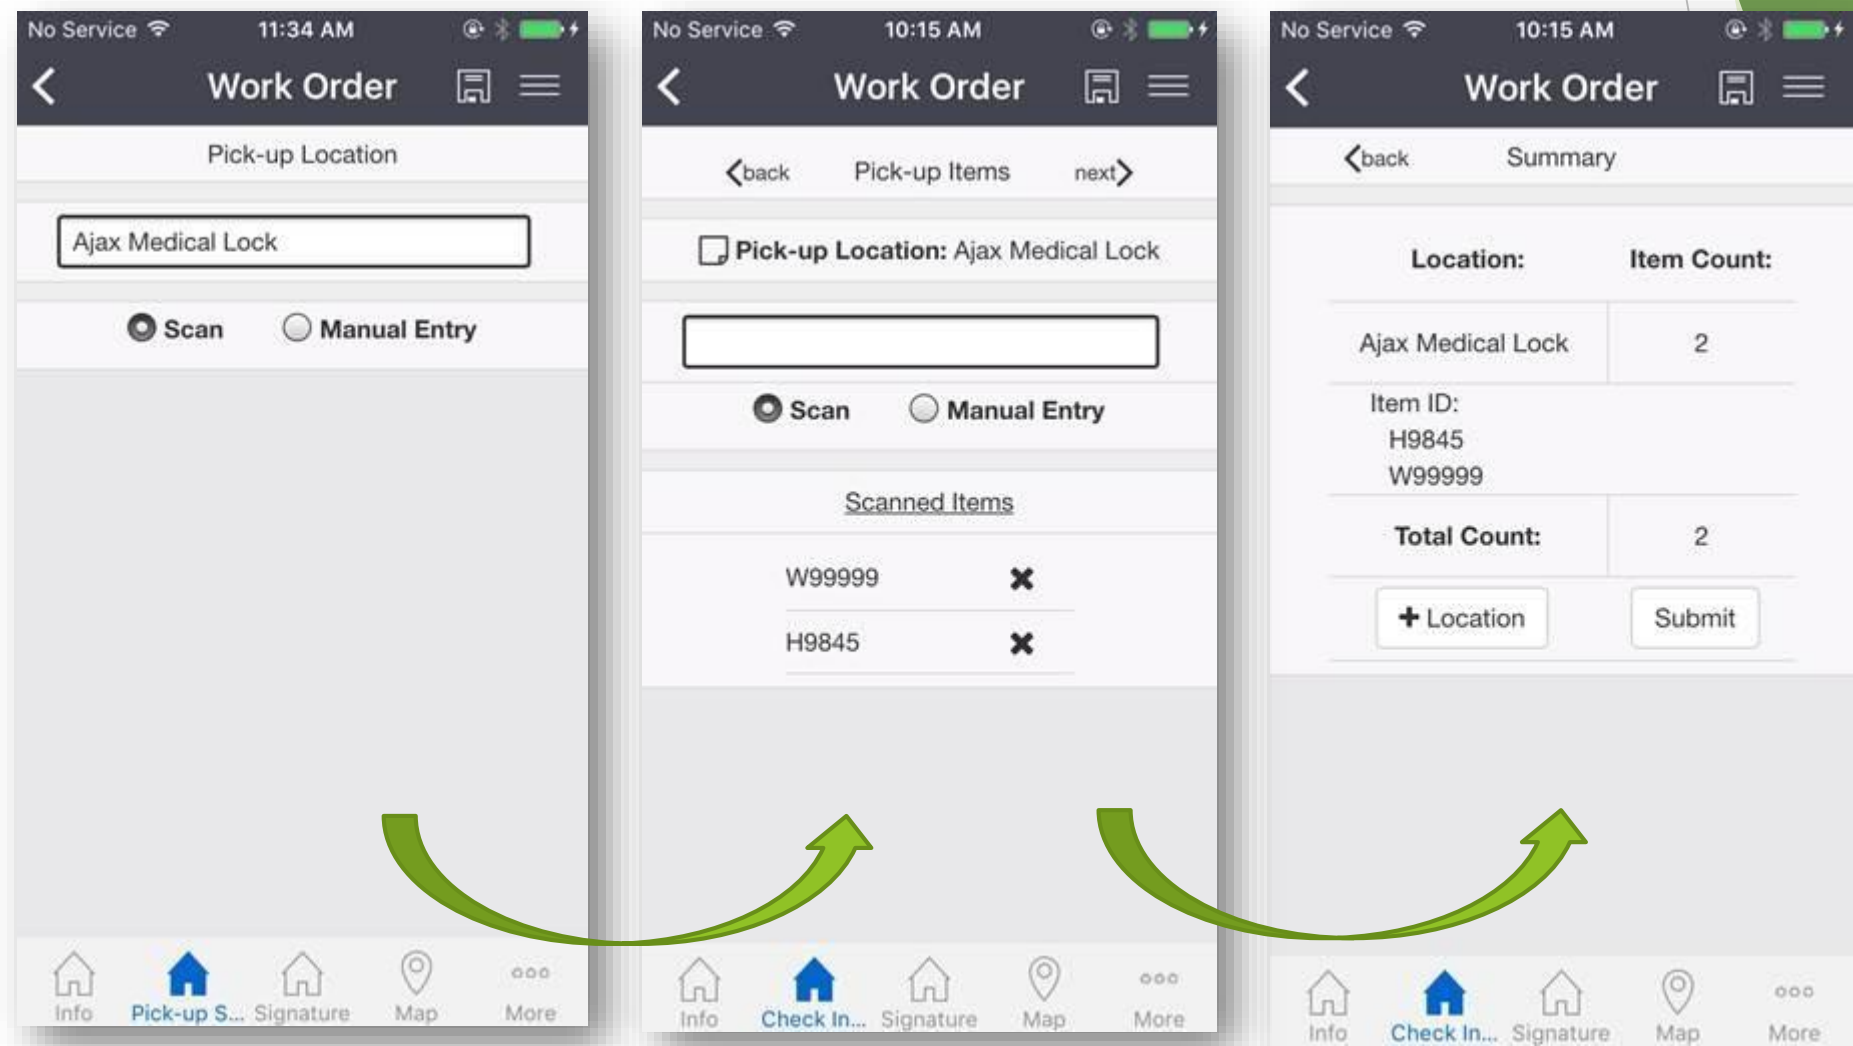 No Service 11:34 AM
Work Order
Pick-up Location
Ajax Medical Lock
Scan Manual Entry
Info Pick-up S... Signature Map More
No Service 10:15 AM
Work Order
back Pick-up Items next
Pick-up Location: Ajax Medical Lock
Scan Manual Entry
Scanned Items
W99999
H9845
Info Check In... Signature Map More
No Service 10:15 AM
Work Order
back Summary
Location: Item Count:
Ajax Medical Lock 2
Item ID:
H9845
W99999
Total Count: 2
+ Location Submit
Info Check In... Signature Map More